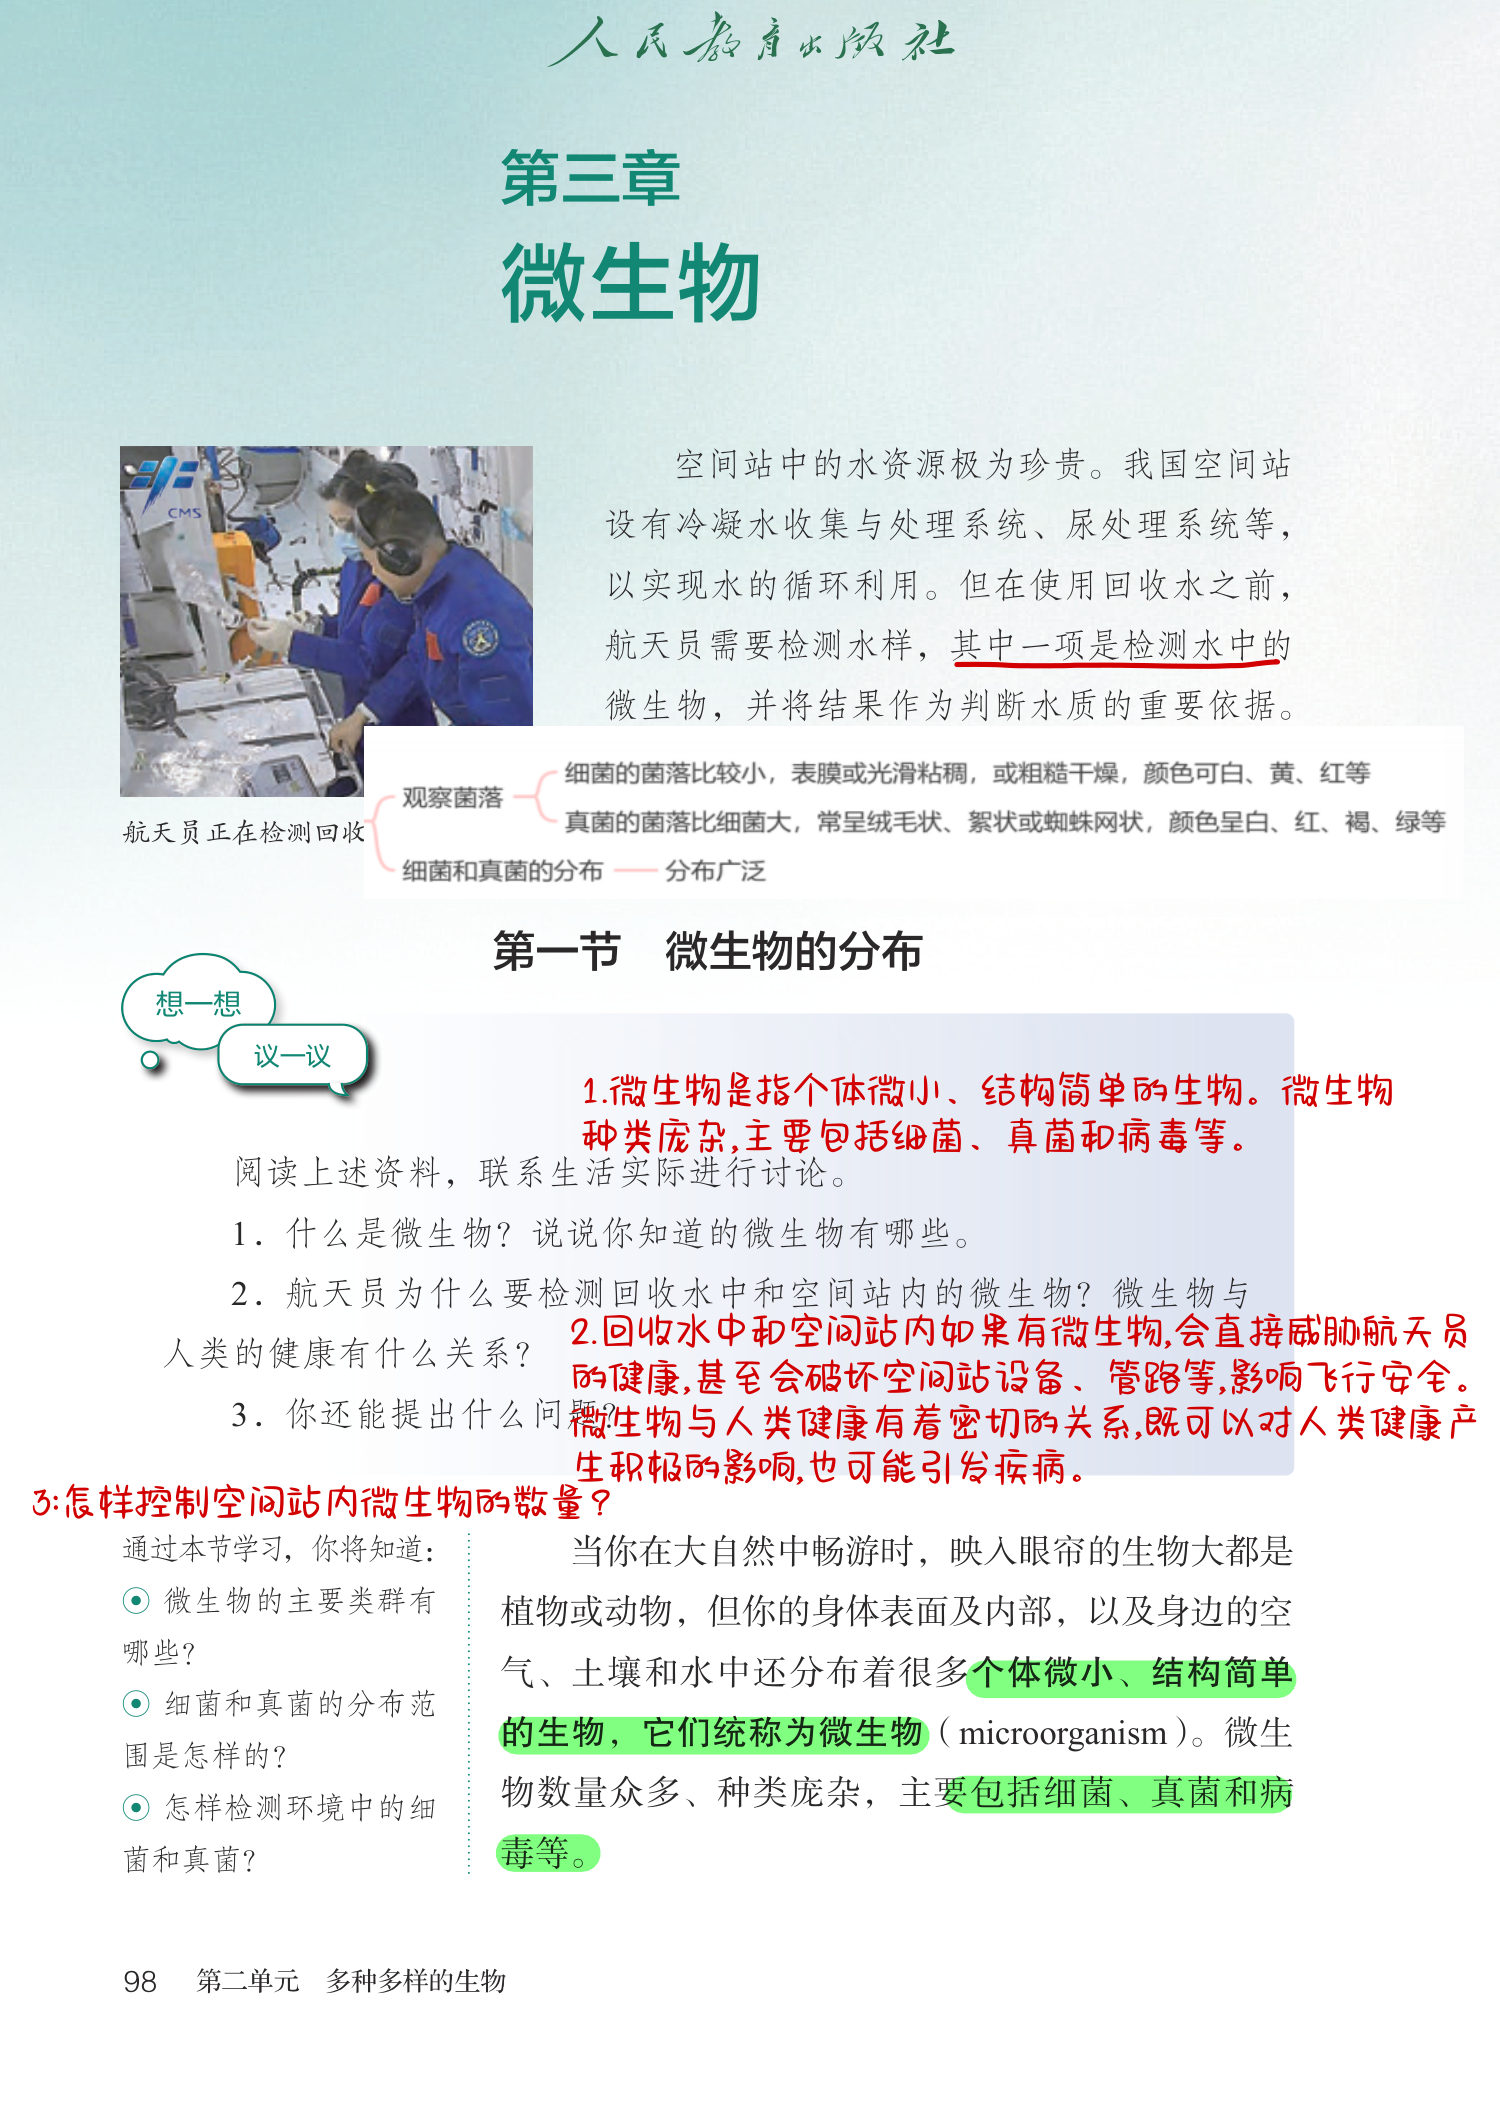 人民教育出版社
第三章
微生物
CMS
空间站中的水资源极为珍贵。我国空间站
设有冷凝水收集与处理系统、尿处理系统等，
以实现水的循环利用。但在使用回收水之前，
航天员需要检测水样，其中一项是检测水中的
微生物，并将结果作为判断水质的重要依据。
航天员正在检测回收
观察菌落
细菌的菌落比较小，表膜或光滑粘稠，或粗糙干燥，颜色可白、黄、红等
真菌的菌落比细菌大，常呈绒毛状、絮状或蜘蛛网状，颜色呈白、红、褐、绿等
细菌和真菌的分布
分布广泛
第一节 微生物的分布
想一想
议一议
1.微生物是指个体微小、结构简单的生物。微生物
种类庞杂,主要包括细菌、真菌和病毒等。
阅读上述资料，联系生活实际进行讨论。
1. 什么是微生物？说说你知道的微生物有哪些。
2. 航天员为什么要检测回收水中和空间站内的微生物？微生物与
人类的健康有什么关系？
2.回收水中和空间站内如果有微生物,会直接威胁航天员
的健康,甚至会破坏空间站设备、管路等,影响飞行安全。
3. 你还能提出什么问题？
微生物与人类健康有着密切的关系,既可以对人类健康产
生积极的影响,也可能引发疾病。
3:怎样控制空间站内微生物的数量?
通过本节学习，你将知道：
微生物的主要类群有
哪些？
细菌和真菌的分布范
围是怎样的？
怎样检测环境中的细
菌和真菌？
当你在大自然中畅游时，映入眼帘的生物大都是
植物或动物，但你的身体表面及内部，以及身边的空
气、土壤和水中还分布着很多个体微小、结构简单
的生物，它们统称为微生物（microorganism）。微生
物数量众多、种类庞杂，主要包括细菌、真菌和病
毒等。
98 第二单元 多种多样的生物